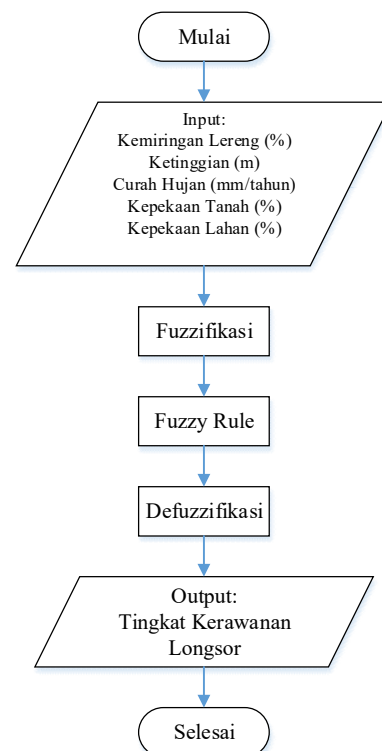 Mulai
Input:
Kemiringan Lereng (%)
Ketinggian (m)
Curah Hujan (mm/tahun)
Kepekaan Tanah (%)
Kepekaan Lahan (%)
Fuzzifikasi
Fuzzy Rule
Defuzzifikasi
Output:
Tingkat Kerawanan
Longsor
Selesai